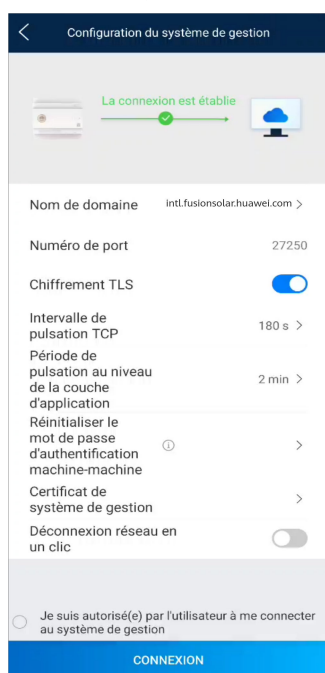 Configuration du système de gestion
La connexion est établie
Nom de domaine intl.fusionsolar.huawei.com >
Numéro de port 27250
Chiffrement TLS
Intervalle de
pulsation TCP 180 s >
Période de
pulsation au niveau
de la couche
d'application 2 min >
Réinitialiser le
mot de passe
d'authentification
machine-machine
Certificat de
système de gestion
Déconnexion réseau en
un clic
Je suis autorisé(e) par l'utilisateur à me connecter
au système de gestion
CONNEXION